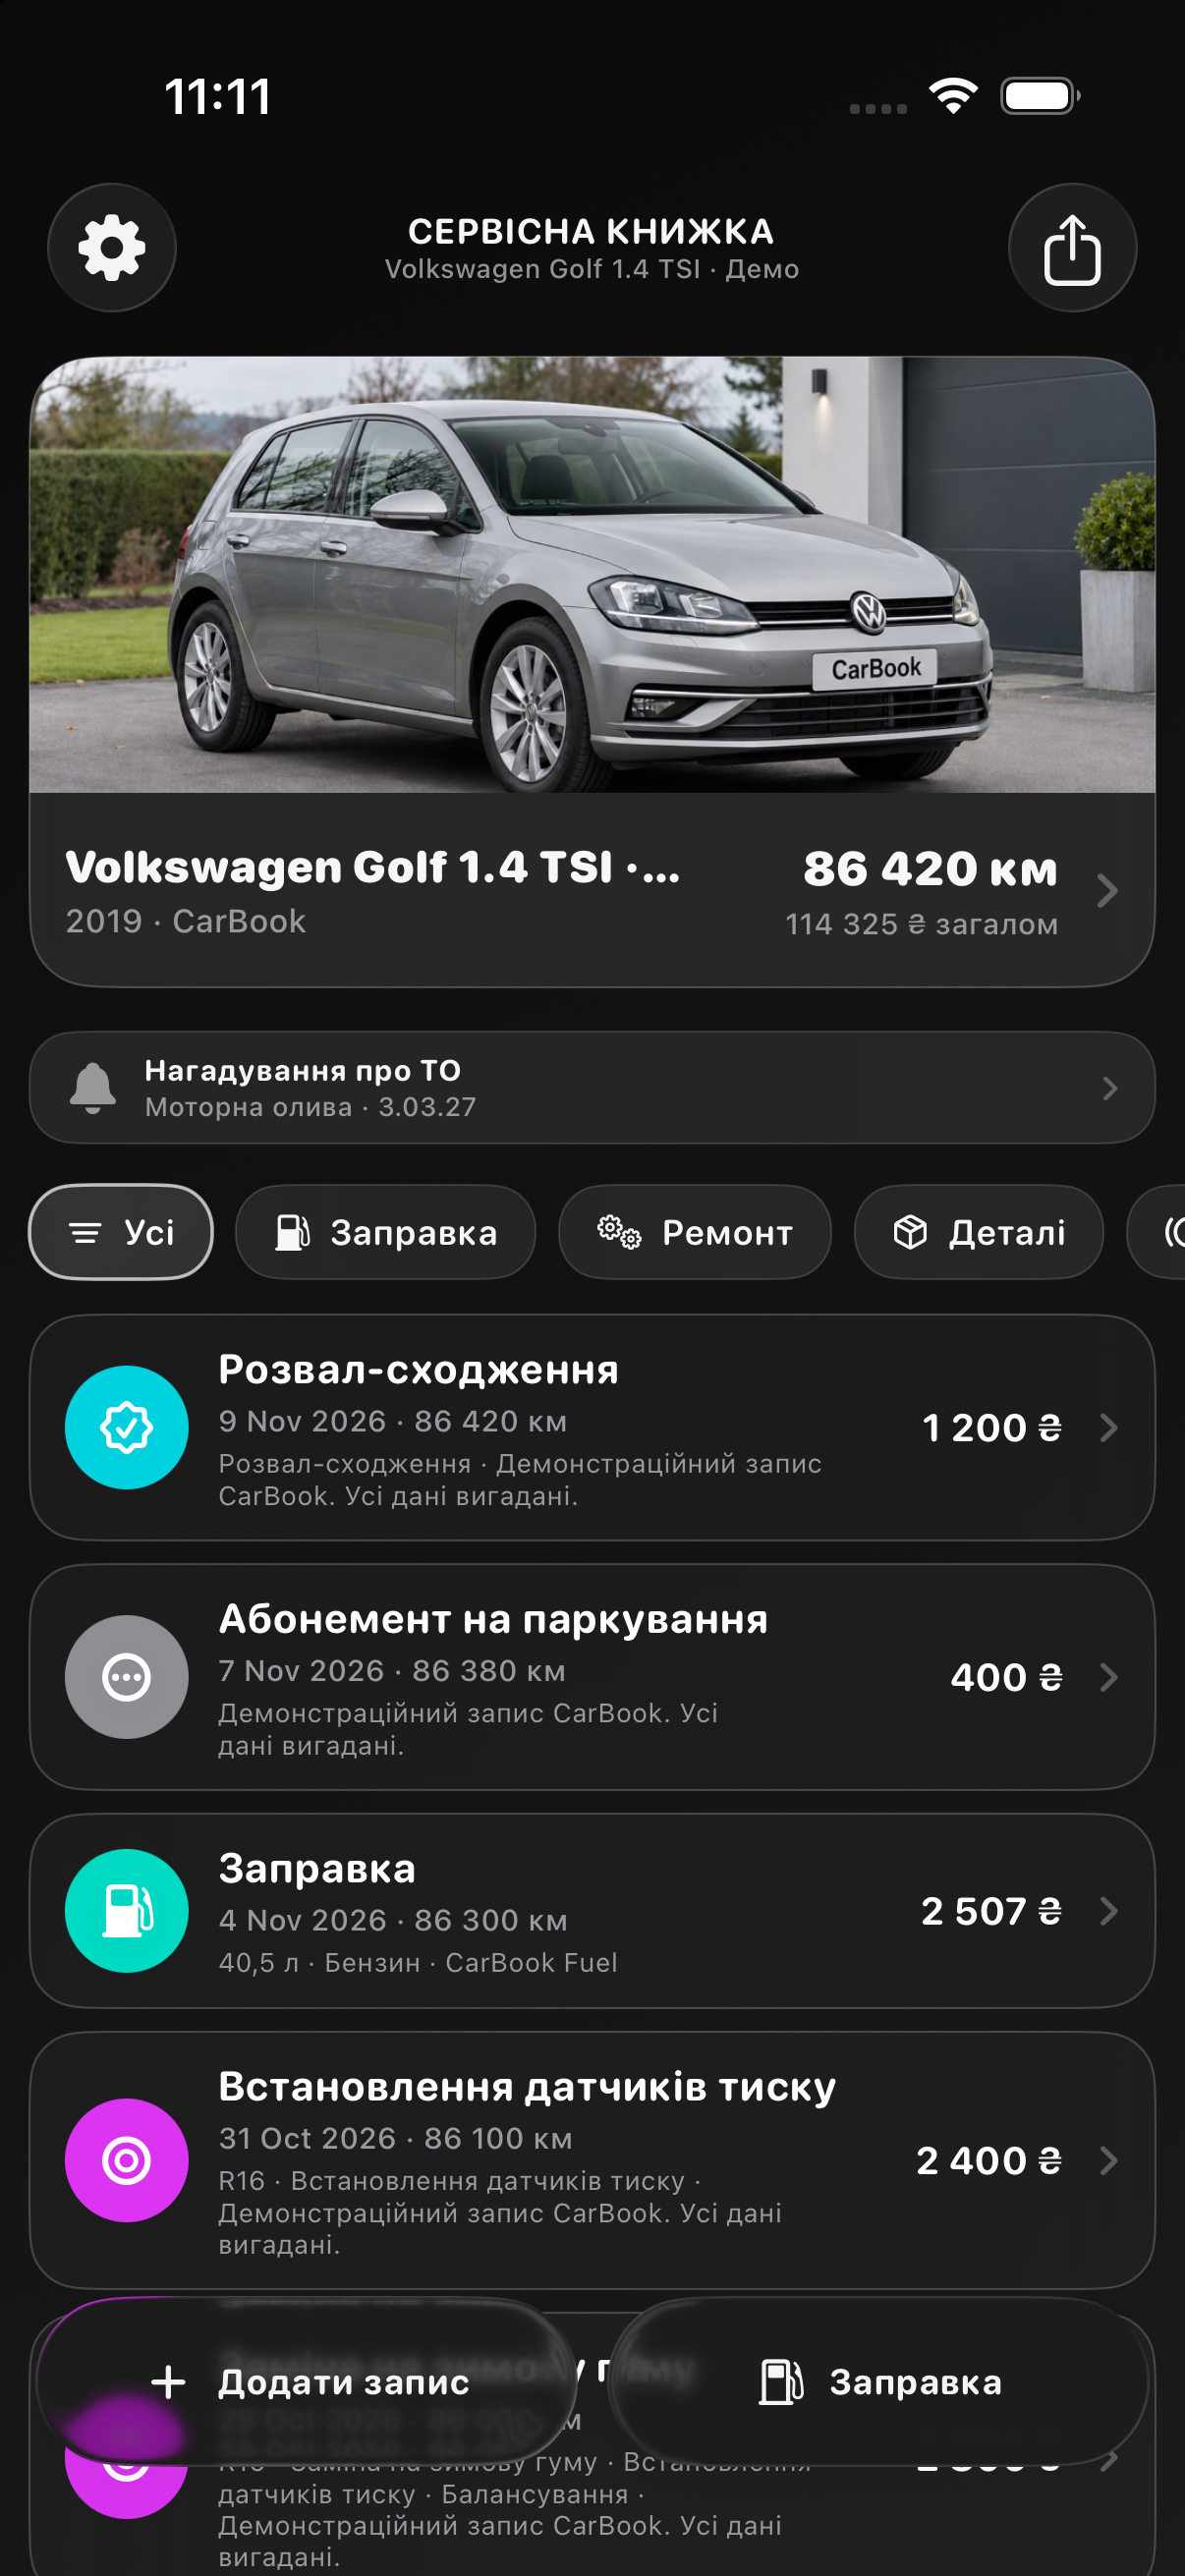 11:11
СЕРВІСНА КНИЖКА
Volkswagen Golf 1.4 TSI · Демо
CarBook
Volkswagen Golf 1.4 TSI ·...
86 420 км
2019 · CarBook
114 325 ₴ загалом
Нагадування про ТО
Моторна олива · 3.03.27
Усі
Заправка
Ремонт
Деталі
Розвал-сходження
9 Nov 2026 · 86 420 км
1 200 ₴
Розвал-сходження · Демонстраційний запис
CarBook. Усі дані вигадані.
Абонемент на паркування
7 Nov 2026 · 86 380 км
400 ₴
Демонстраційний запис CarBook. Усі
дані вигадані.
Заправка
4 Nov 2026 · 86 300 км
2 507 ₴
40,5 л · Бензин · CarBook Fuel
Встановлення датчиків тиску
31 Oct 2026 · 86 100 км
2 400 ₴
R16 · Встановлення датчиків тиску ·
Демонстраційний запис CarBook. Усі дані
вигадані.
Додати запис
Заправка
гуму · Встановлення
датчиків тиску · Балансування ·
Демонстраційний запис CarBook. Усі дані
вигадані.